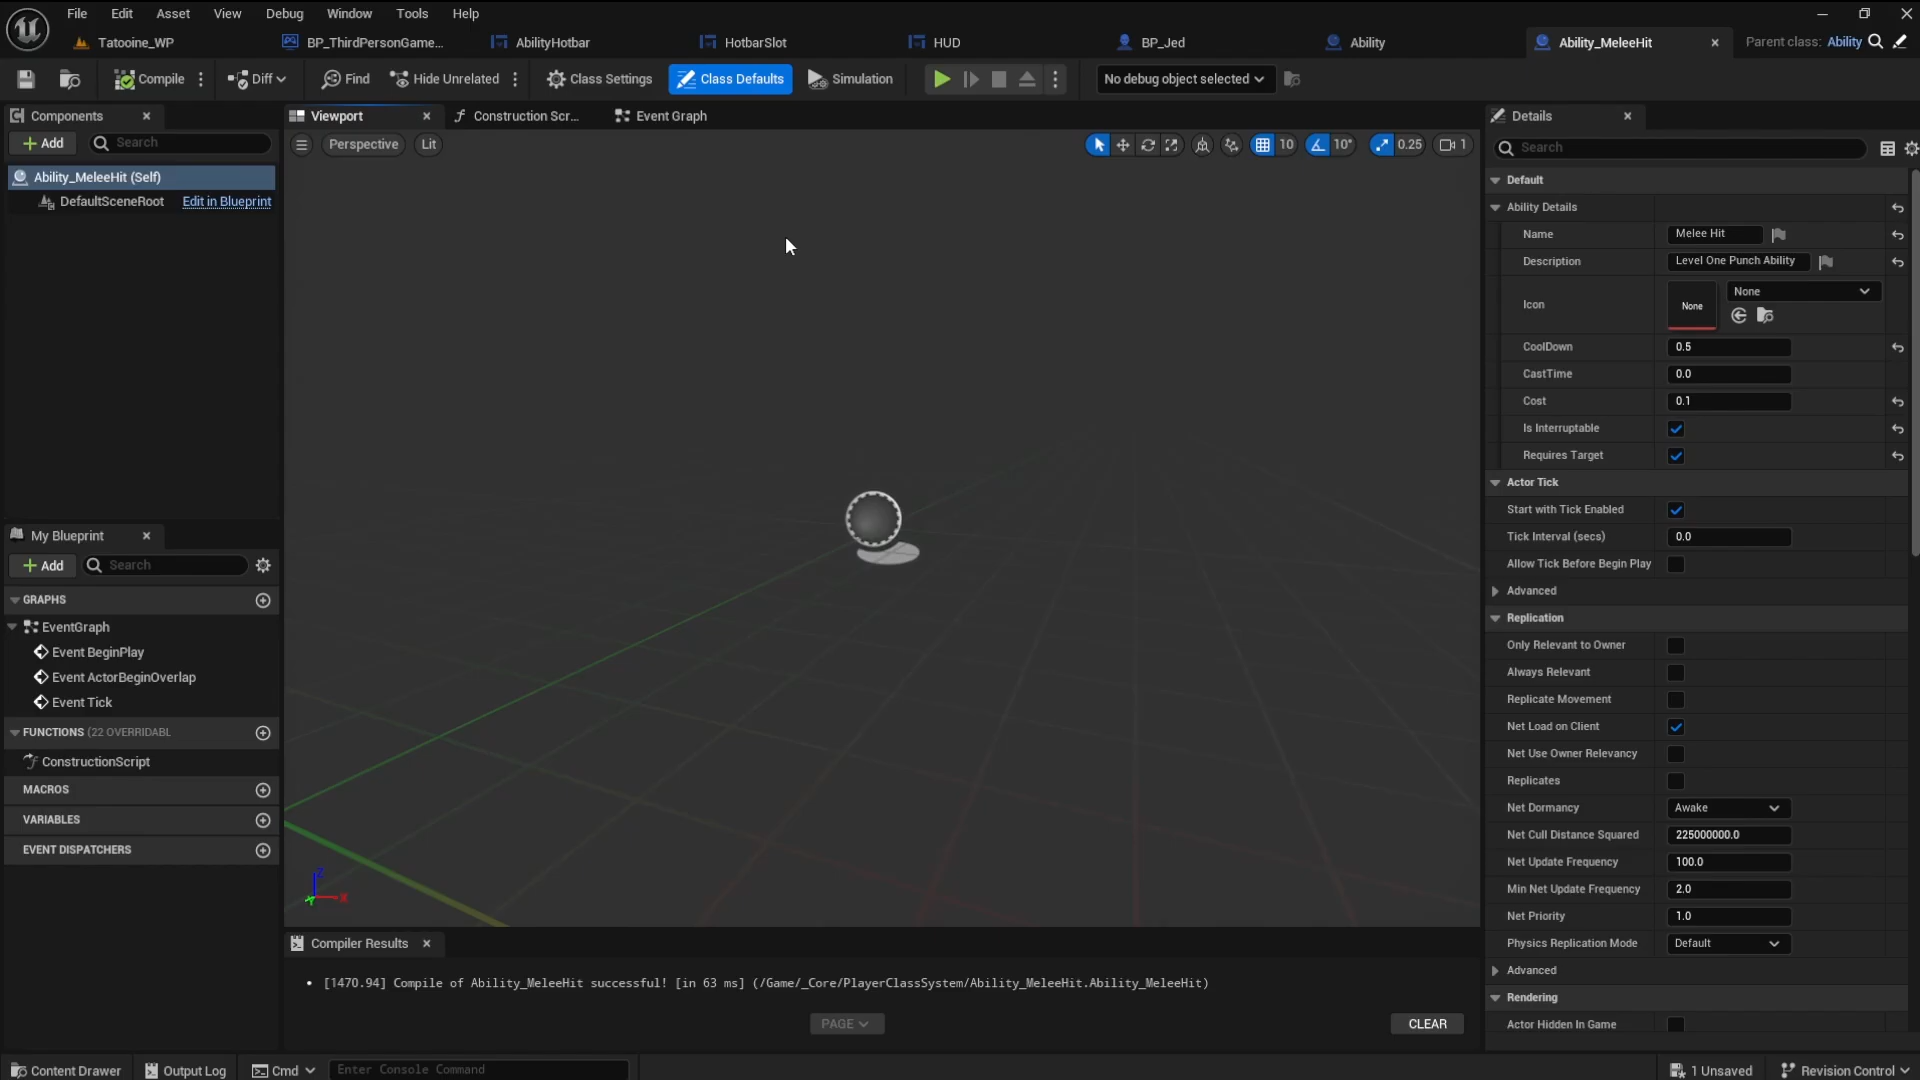 File Edit Asset View Debug Window Tools Help
Tatooine_WP BP_ThirdPersonGame... AbilityHotbar HotbarSlot HUD BP_Jed Ability Ability_MeleeHit Parent class: Ability
Compile Diff Find Hide Unrelated Class Settings Class Defaults Simulation No debug object selected
Components
Add Search
Ability_MeleeHit (Self)
DefaultSceneRoot Edit in Blueprint
My Blueprint
Add Search
GRAPHS
EventGraph
Event BeginPlay
Event ActorBeginOverlap
Event Tick
FUNCTIONS (22 OVERRIDABL
ConstructionScript
MACROS
VARIABLES
EVENT DISPATCHERS
Viewport Construction Scr... Event Graph
Perspective Lit 10 10° 0.25 1
Z
X
Y
Compiler Results
• [1470.94] Compile of Ability_MeleeHit successful! [in 63 ms] (/Game/_Core/PlayerClassSystem/Ability_MeleeHit.Ability_MeleeHit)
PAGE CLEAR
Details
Search
Default
Ability Details
Name Melee Hit
Description Level One Punch Ability
Icon None None
CoolDown 0.5
CastTime 0.0
Cost 0.1
Is Interruptable
Requires Target
Actor Tick
Start with Tick Enabled
Tick Interval (secs) 0.0
Allow Tick Before Begin Play
Advanced
Replication
Only Relevant to Owner
Always Relevant
Replicate Movement
Net Load on Client
Net Use Owner Relevancy
Replicates
Net Dormancy Awake
Net Cull Distance Squared 225000000.0
Net Update Frequency 100.0
Min Net Update Frequency 2.0
Net Priority 1.0
Physics Replication Mode Default
Advanced
Rendering
Actor Hidden In Game
Content Drawer Output Log Cmd Enter Console Command 1 Unsaved Revision Control